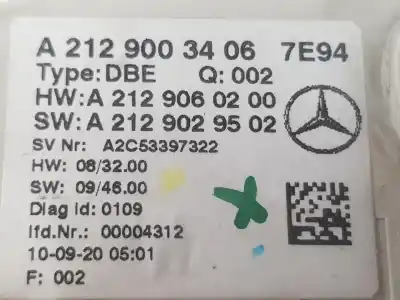 A 212 900 34 06 7E94
Type: DBE Q: 002
HW: A 212 906 02 00
SW: A 212 902 95 02
SV Nr: A2C53397322
HW: 08/32.00
SW: 09/46.00
Diag id: 0109
lfd.Nr.: 00004312
10-09-20 05:01
F: 002